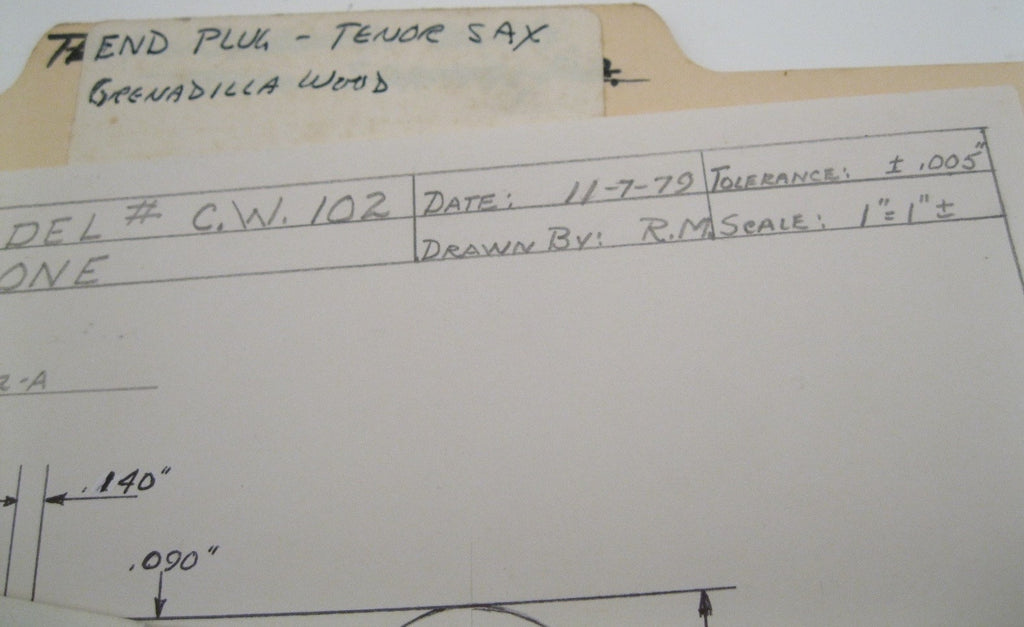 END PLUG - TENOR SAX
GRENADILLA WOOD
DEL # C.W. 102
DATE: 11-7-79
TOLERANCE: ± .005"
DRAWN BY: R.M
SCALE: 1"=1" ±
ONE
-A
.140"
.090"